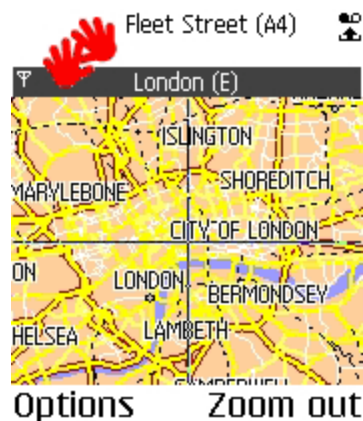 Fleet Street (A4)
London (E)
ISLINGTON
MARYLEBONE
SHOREDITCH
CITY OF LONDON
ON
LONDON
BERMONDSEY
HELSEA
LAMBETH
Options Zoom out